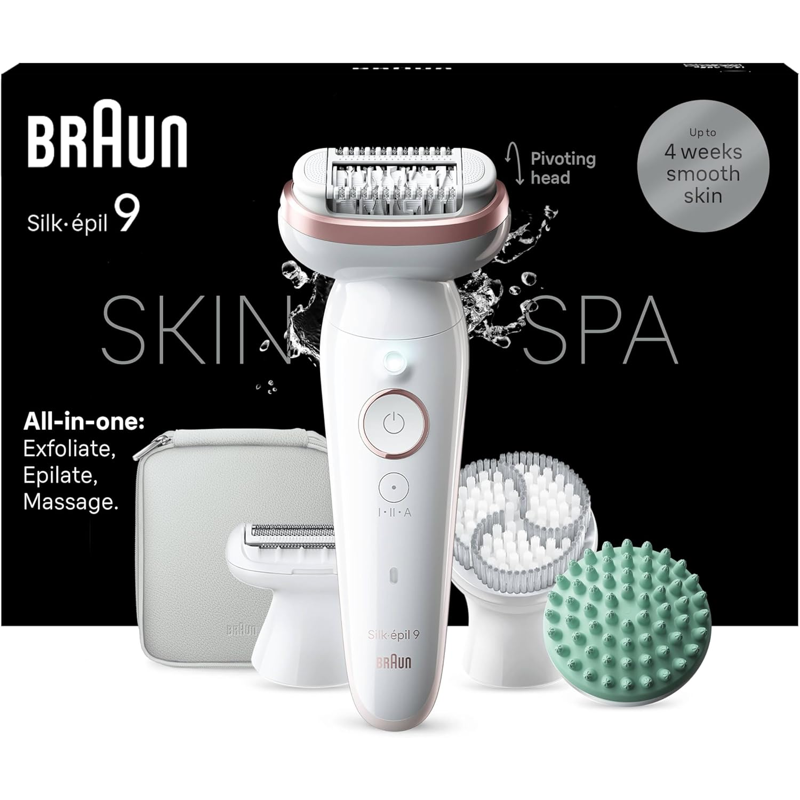 BRAUN
Silk·épil 9
Pivoting
head
Up to
4 weeks
smooth
skin
SKIN SPA
All-in-one:
Exfoliate,
Epilate,
Massage.
I·II·A
BRAUN
Silk·épil 9
BRAUN